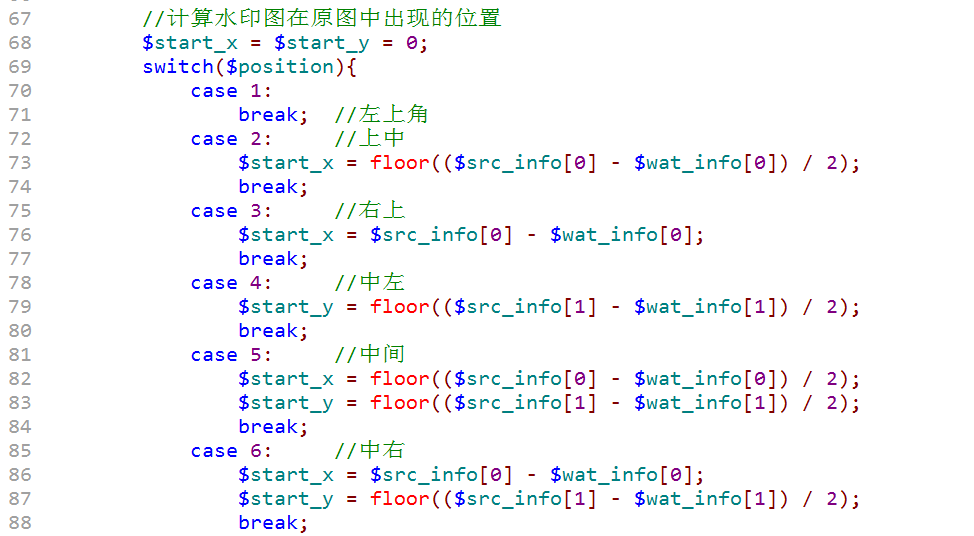 67 //计算水印图在原图中出现的位置
68 $start_x = $start_y = 0;
69 switch($position){
70 case 1:
71 break; //左上角
72 case 2: //上中
73 $start_x = floor(($src_info[0] - $wat_info[0]) / 2);
74 break;
75 case 3: //右上
76 $start_x = $src_info[0] - $wat_info[0];
77 break;
78 case 4: //中左
79 $start_y = floor(($src_info[1] - $wat_info[1]) / 2);
80 break;
81 case 5: //中间
82 $start_x = floor(($src_info[0] - $wat_info[0]) / 2);
83 $start_y = floor(($src_info[1] - $wat_info[1]) / 2);
84 break;
85 case 6: //中右
86 $start_x = $src_info[0] - $wat_info[0];
87 $start_y = floor(($src_info[1] - $wat_info[1]) / 2);
88 break;